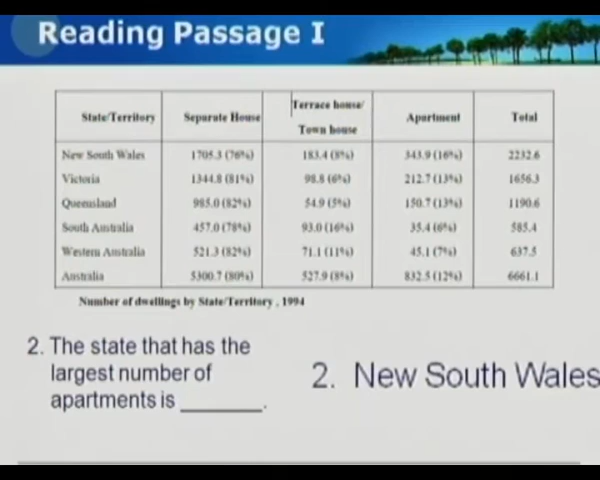 Reading Passage I
State/Territory Separate House Terrace house/ Town house Apartment Total
New South Wales 1705.3 (76%) 183.4 (8%) 343.9 (16%) 2232.6
Victoria 1344.8 (81%) 98.8 (6%) 212.7 (13%) 1656.3
Queensland 985.0 (82%) 54.9 (5%) 150.7 (13%) 1190.6
South Australia 457.0 (78%) 93.0 (16%) 35.4 (6%) 585.4
Western Australia 521.3 (82%) 71.1 (11%) 45.1 (7%) 637.5
Australia 5300.7 (80%) 527.9 (8%) 832.5 (12%) 6661.1
Number of dwellings by State/Territory , 1994
2. The state that has the
largest number of
apartments is ________.
2. New South Wales